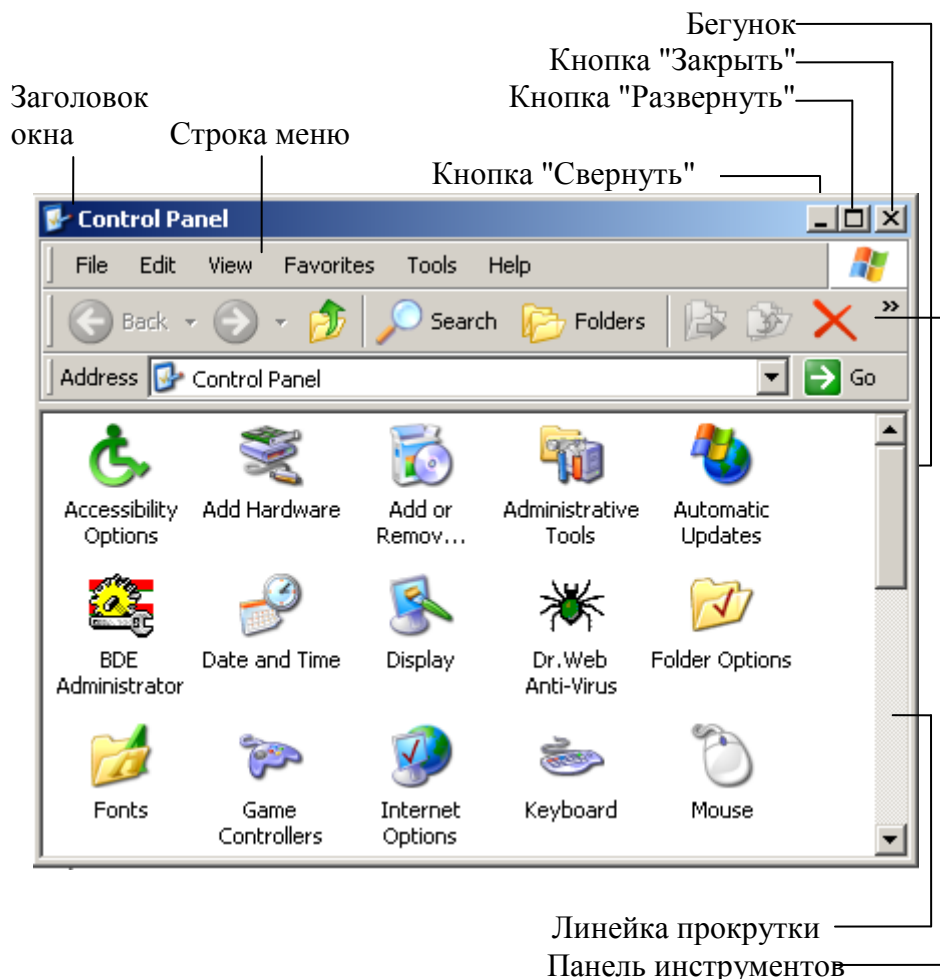 Бегунок
Кнопка "Закрыть"
Заголовок
окна
Кнопка "Развернуть"
Строка меню
Кнопка "Свернуть"
Control Panel
File Edit View Favorites Tools Help
Back Search Folders »
Address Control Panel Go
Accessibility Options
Add Hardware
Add or Remov...
Administrative Tools
Automatic Updates
BDE Administrator
Date and Time
Display
Dr.Web Anti-Virus
Folder Options
Fonts
Game Controllers
Internet Options
Keyboard
Mouse
Линейка прокрутки
Панель инструментов